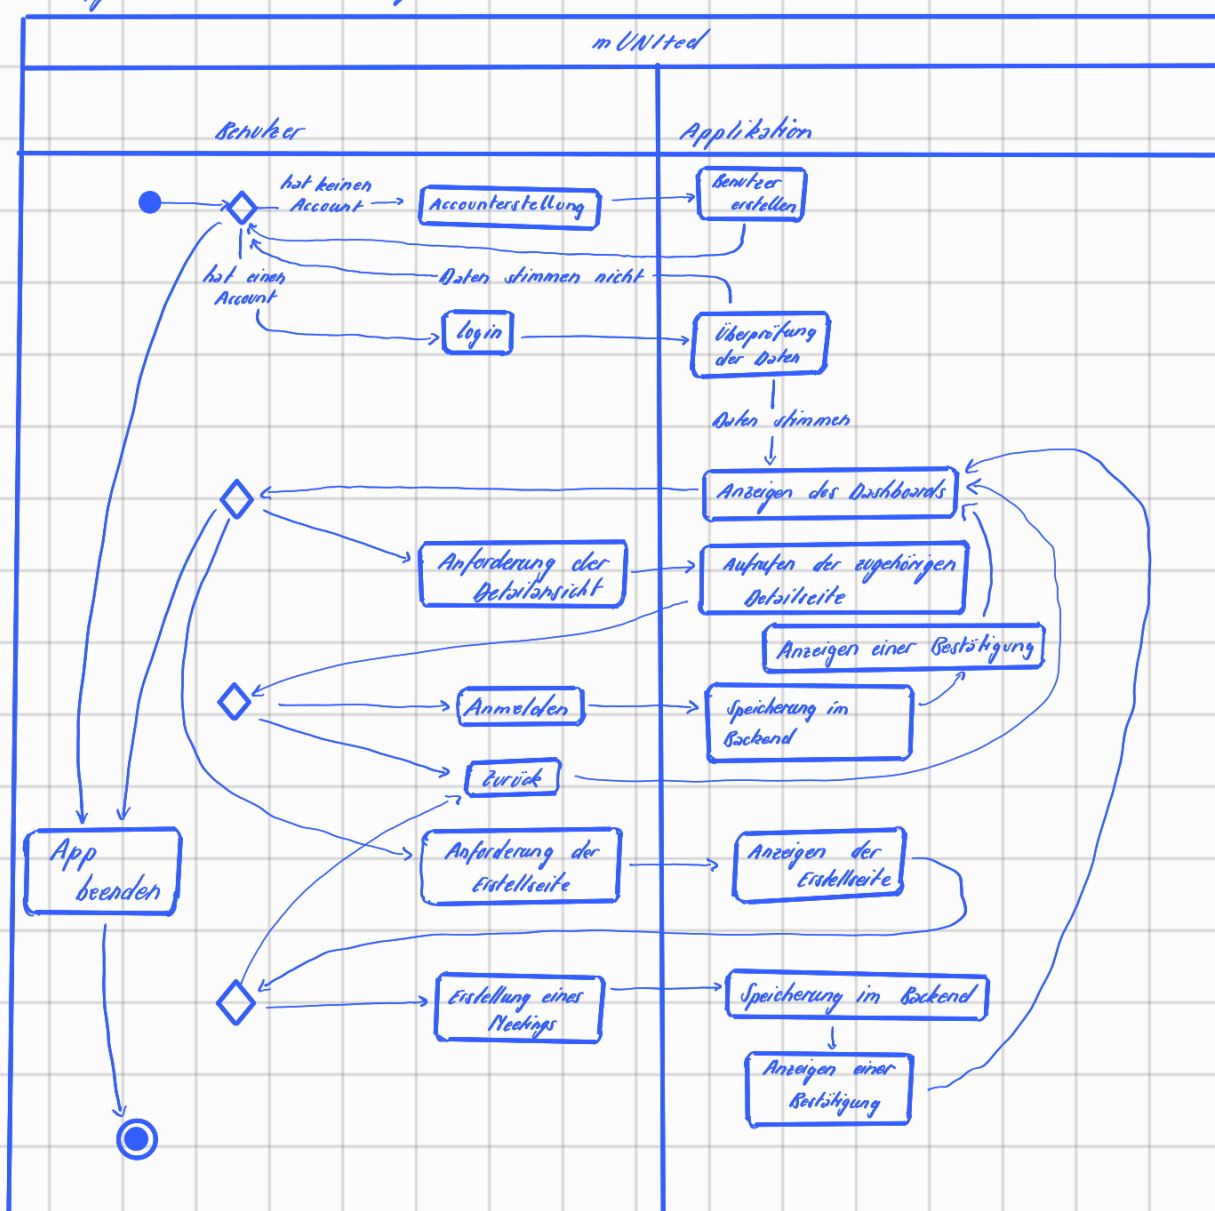 mUNIted
Benutzer
Applikation
hat keinen
Account
Accounterstellung
Benutzer
erstellen
Daten stimmen nicht
hat einen
Account
login
Überprüfung
der Daten
Daten stimmen
Anzeigen des Dashboards
Anforderung der
Detailansicht
Aufrufen der zugehörigen
Detailseite
Anzeigen einer Bestätigung
Anmelden
Speicherung im
Backend
Zurück
App
beenden
Anforderung der
Erstellseite
Anzeigen der
Erstellseite
Erstellung eines
Meetings
Speicherung im Backend
Anzeigen einer
Bestätigung